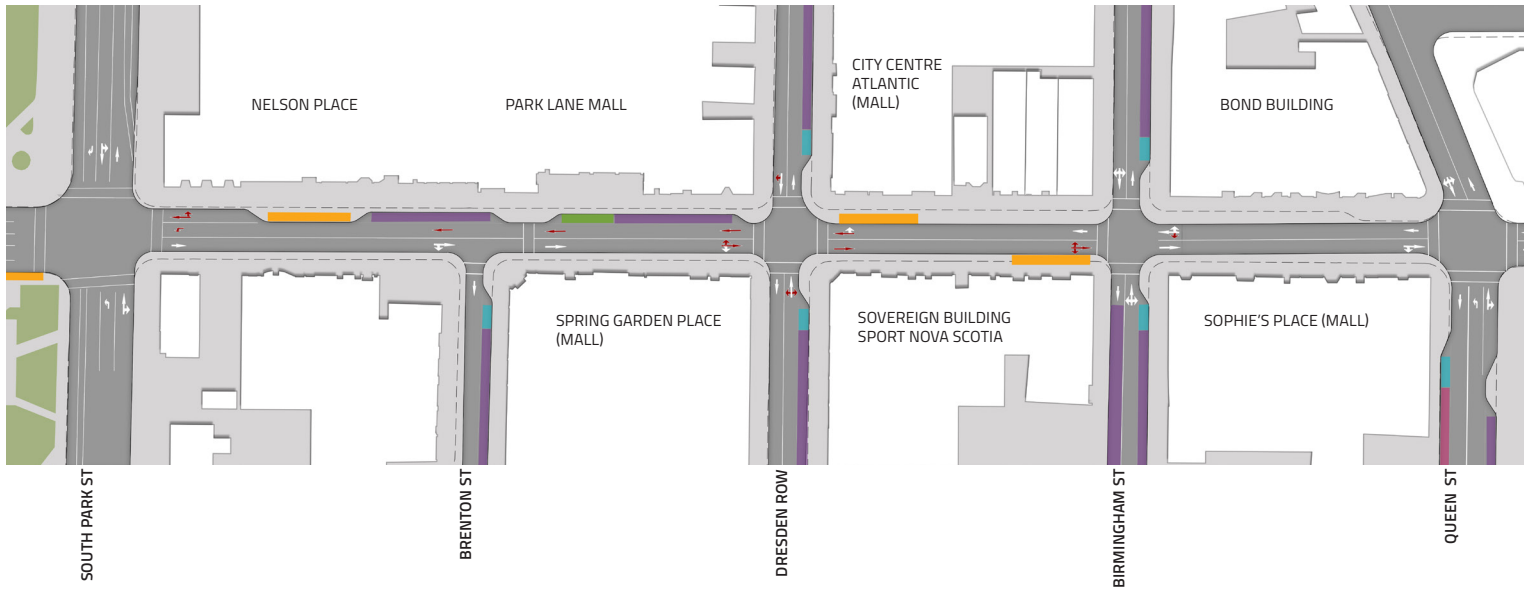 NELSON PLACE
PARK LANE MALL
CITY CENTRE
ATLANTIC
(MALL)
BOND BUILDING
SPRING GARDEN PLACE
(MALL)
SOVEREIGN BUILDING
SPORT NOVA SCOTIA
SOPHIE'S PLACE (MALL)
SOUTH PARK ST
BRENTON ST
DRESDEN ROW
BIRMINGHAM ST
QUEEN ST